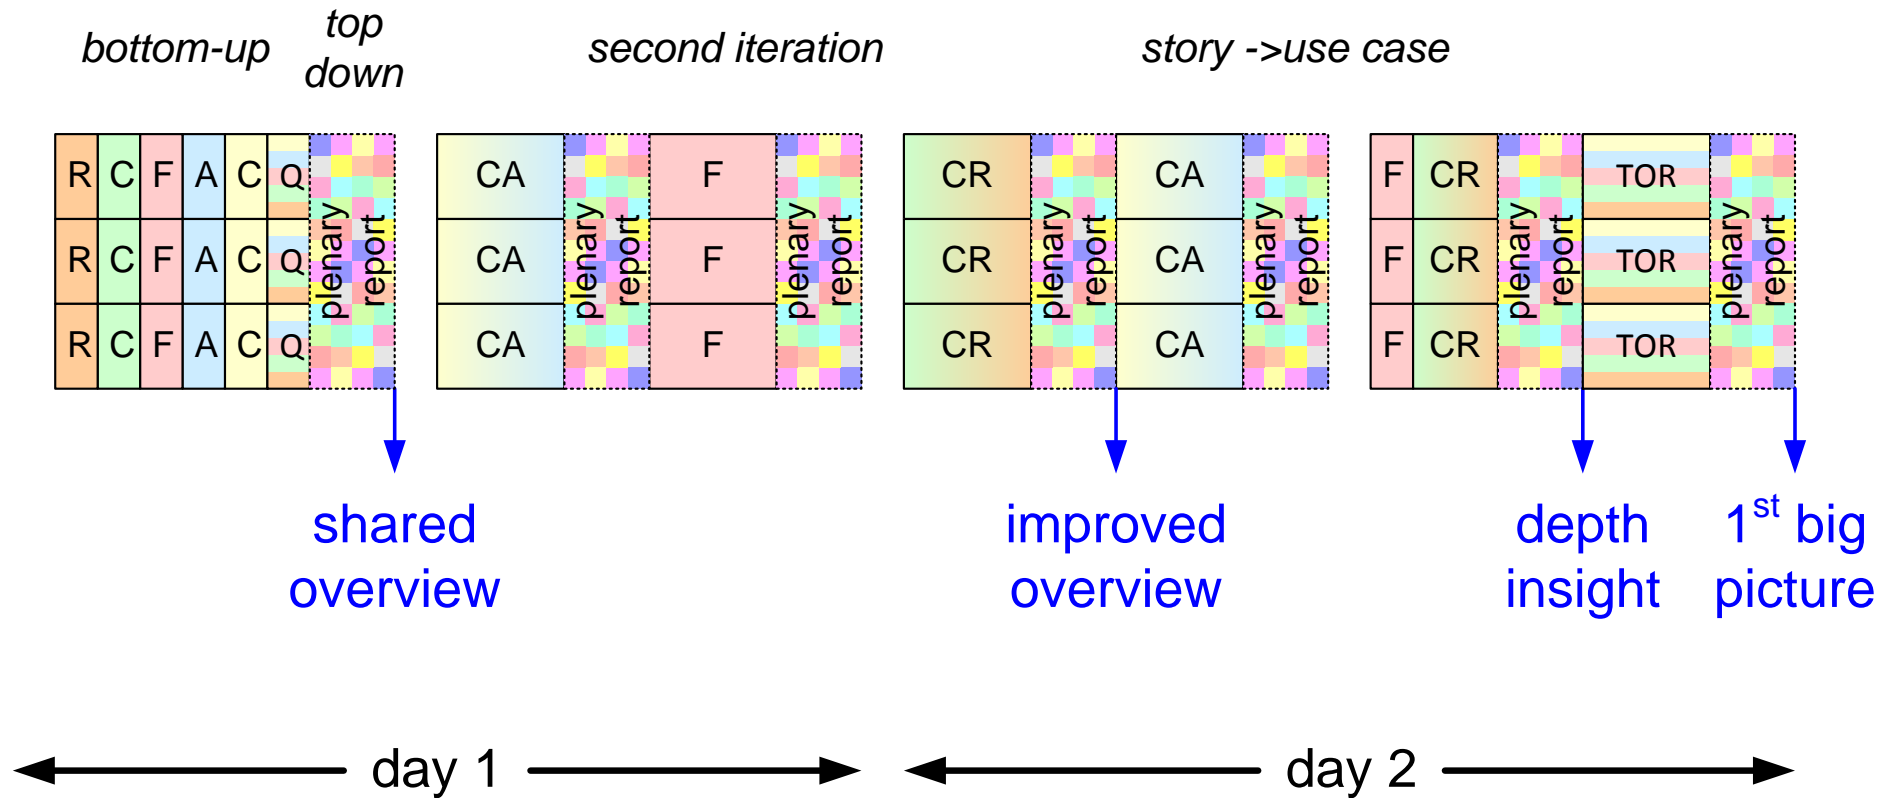 bottom-up
top
down
second iteration
story ->use case
R C F A C Q plenary report
R C F A C Q
R C F A C Q
CA plenary report F plenary report
CA F
CA F
CR plenary report CA plenary report
CR CA
CR CA
F CR plenary report TOR plenary report
F CR TOR
F CR TOR
shared
overview
improved
overview
depth
insight
1st big
picture
day 1
day 2